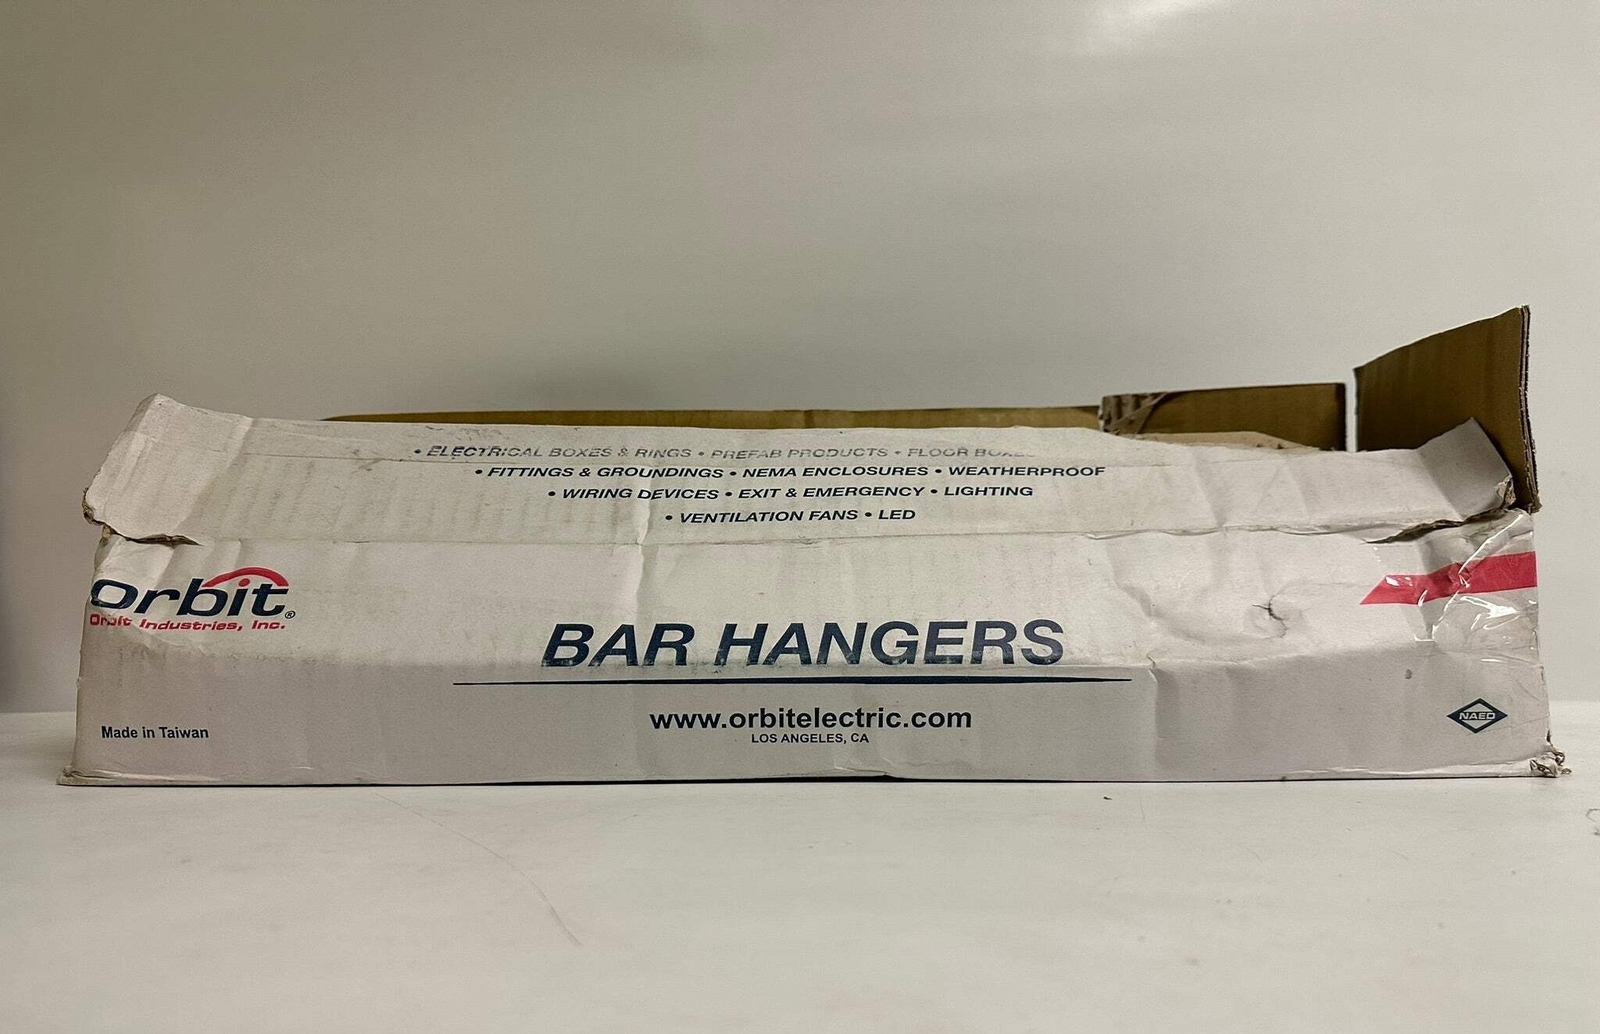 • ELECTRICAL BOXES & RINGS • PREFAB PRODUCTS • FLOOR
• FITTINGS & GROUNDINGS • NEMA ENCLOSURES • WEATHERPROOF
• WIRING DEVICES • EXIT & EMERGENCY • LIGHTING
• VENTILATION FANS • LED
Orbit®
Orbit Industries, Inc.
BAR HANGERS
www.orbitelectric.com
LOS ANGELES, CA
Made in Taiwan
NAED